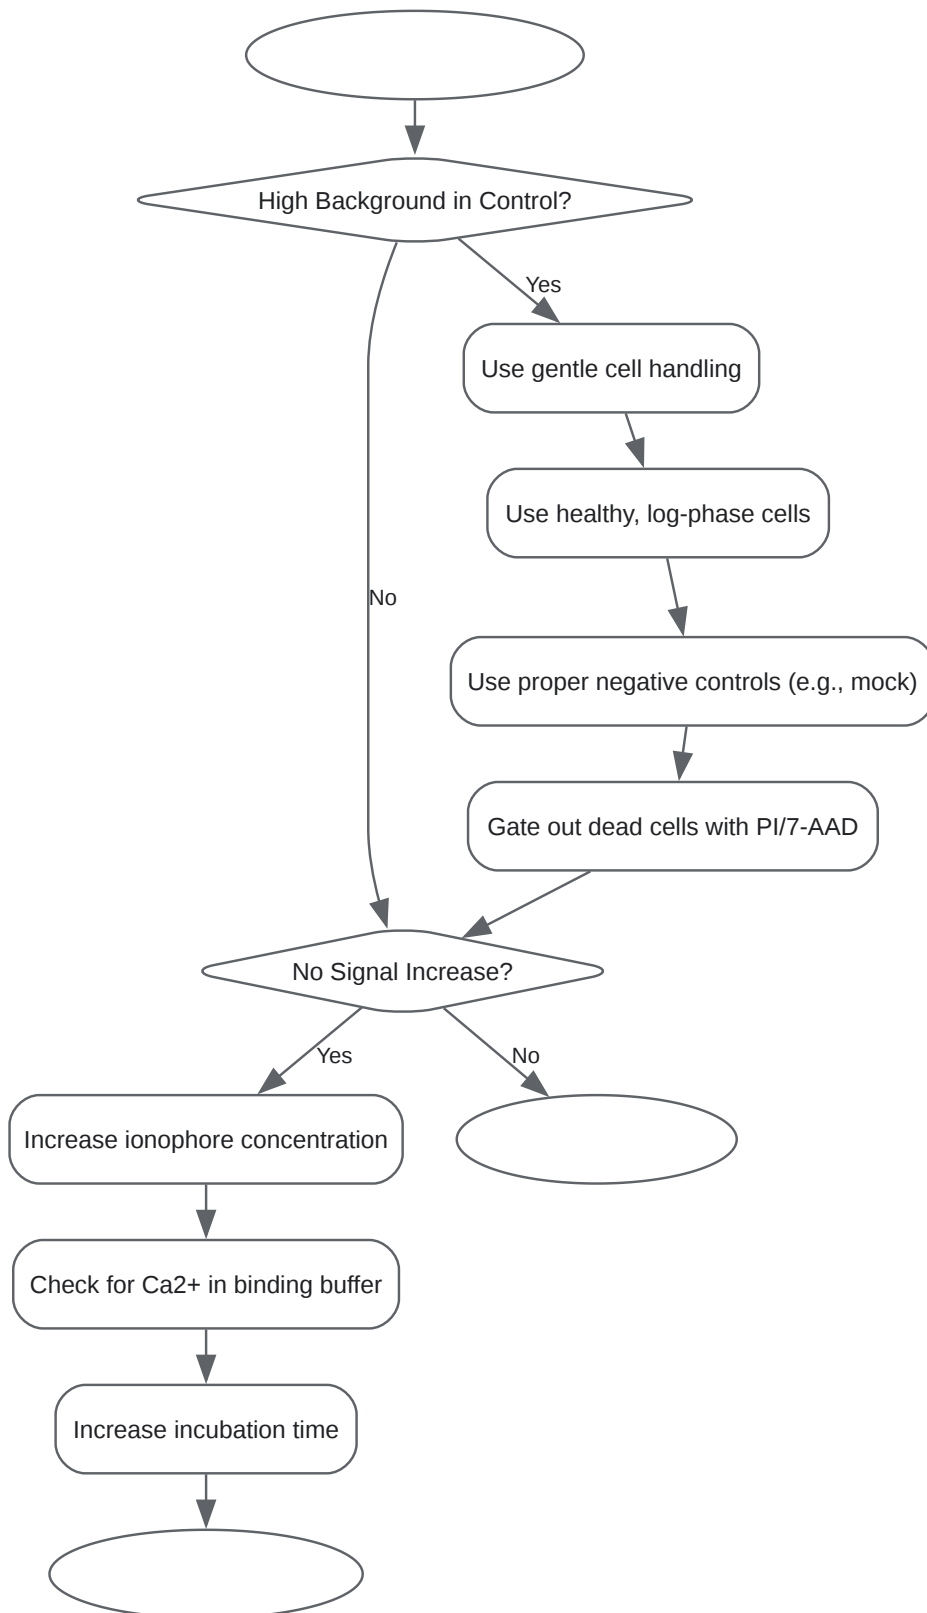 High Background in Control?
Yes
Use gentle cell handling
Use healthy, log-phase cells
No
Use proper negative controls (e.g., mock)
Gate out dead cells with PI/7-AAD
No Signal Increase?
Yes
No
Increase ionophore concentration
Check for Ca2+ in binding buffer
Increase incubation time